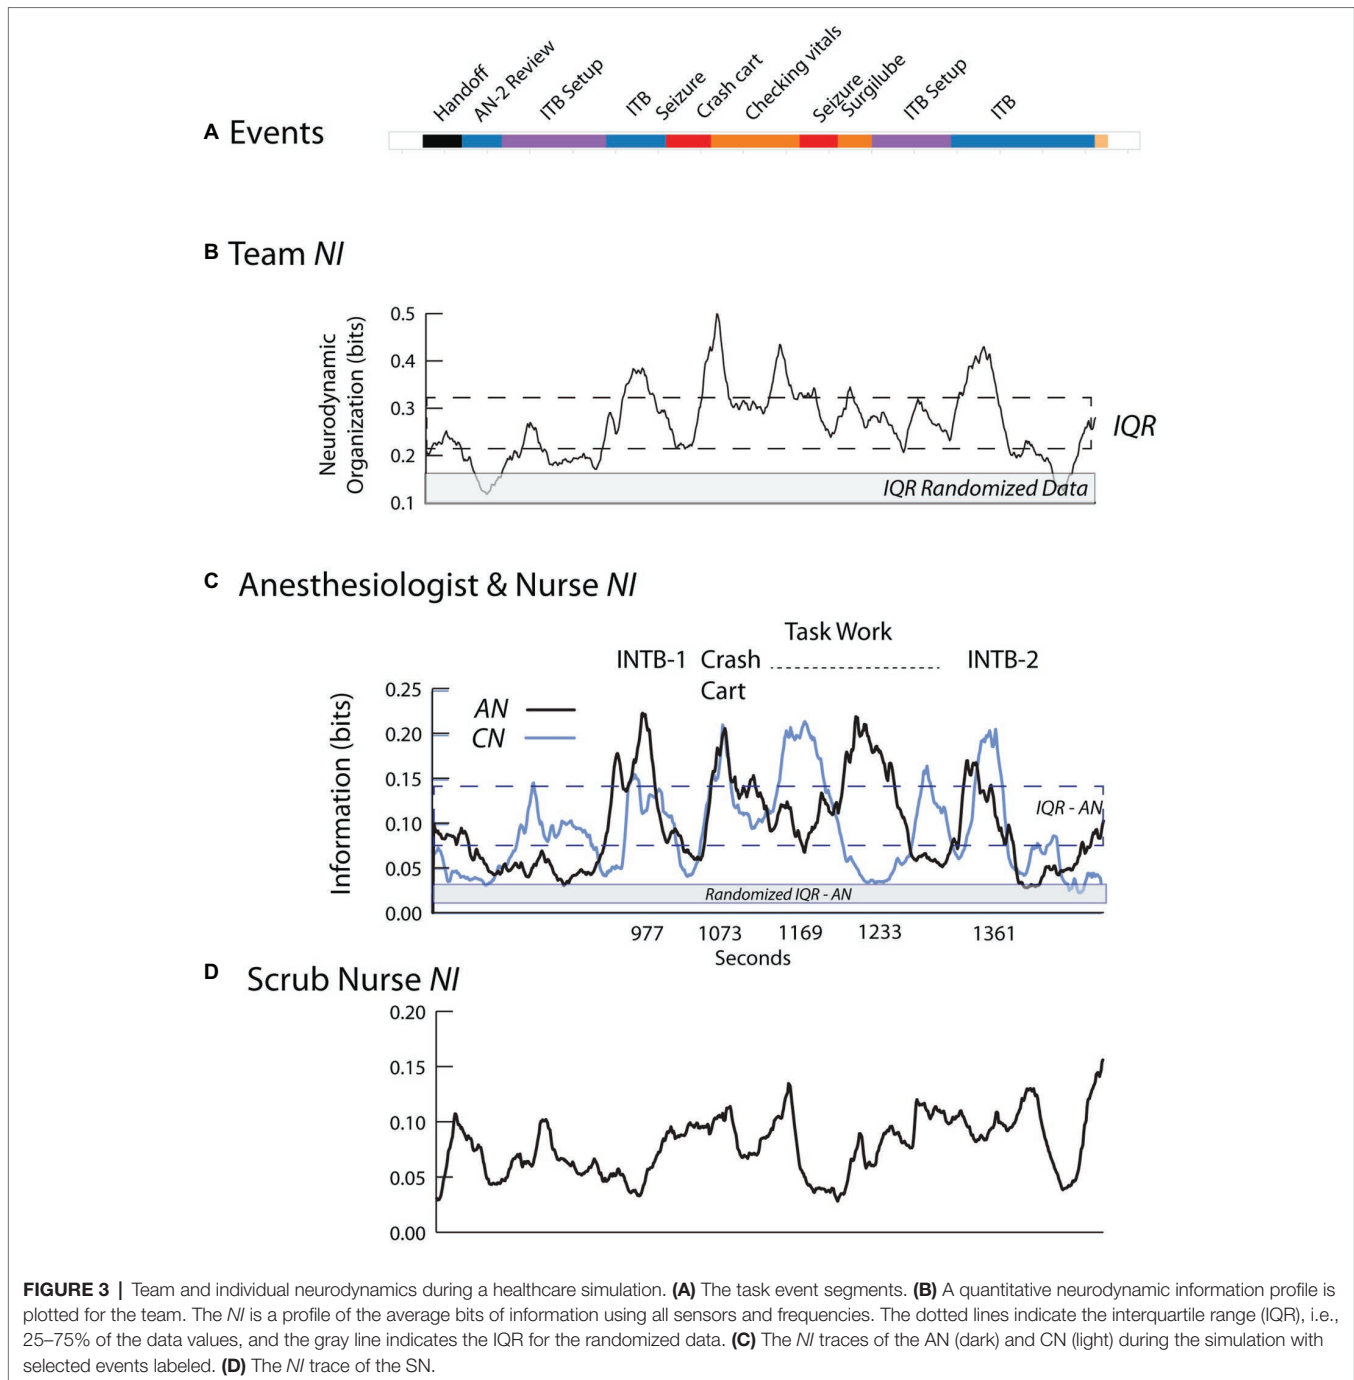 Handoff
AN-2 Review
ITB Setup
ITB
Seizure
Crash cart
Checking vitals
Seizure
Surgilube
ITB Setup
ITB
A Events
B Team NI
Neurodynamic
Organization (bits)
0.5
0.4
0.3
0.2
0.1
IQR
IQR Randomized Data
C Anesthesiologist & Nurse NI
Task Work
INTB-1 Crash INTB-2
Cart
Information (bits)
0.25
0.20
0.15
0.10
0.05
0.00
AN
CN
IQR - AN
Randomized IQR - AN
977 1073 1169 1233 1361
Seconds
D Scrub Nurse NI
0.20
0.15
0.10
0.05
0.00
FIGURE 3 | Team and individual neurodynamics during a healthcare simulation. (A) The task event segments. (B) A quantitative neurodynamic information profile is
plotted for the team. The NI is a profile of the average bits of information using all sensors and frequencies. The dotted lines indicate the interquartile range (IQR), i.e.,
25–75% of the data values, and the gray line indicates the IQR for the randomized data. (C) The NI traces of the AN (dark) and CN (light) during the simulation with
selected events labeled. (D) The NI trace of the SN.